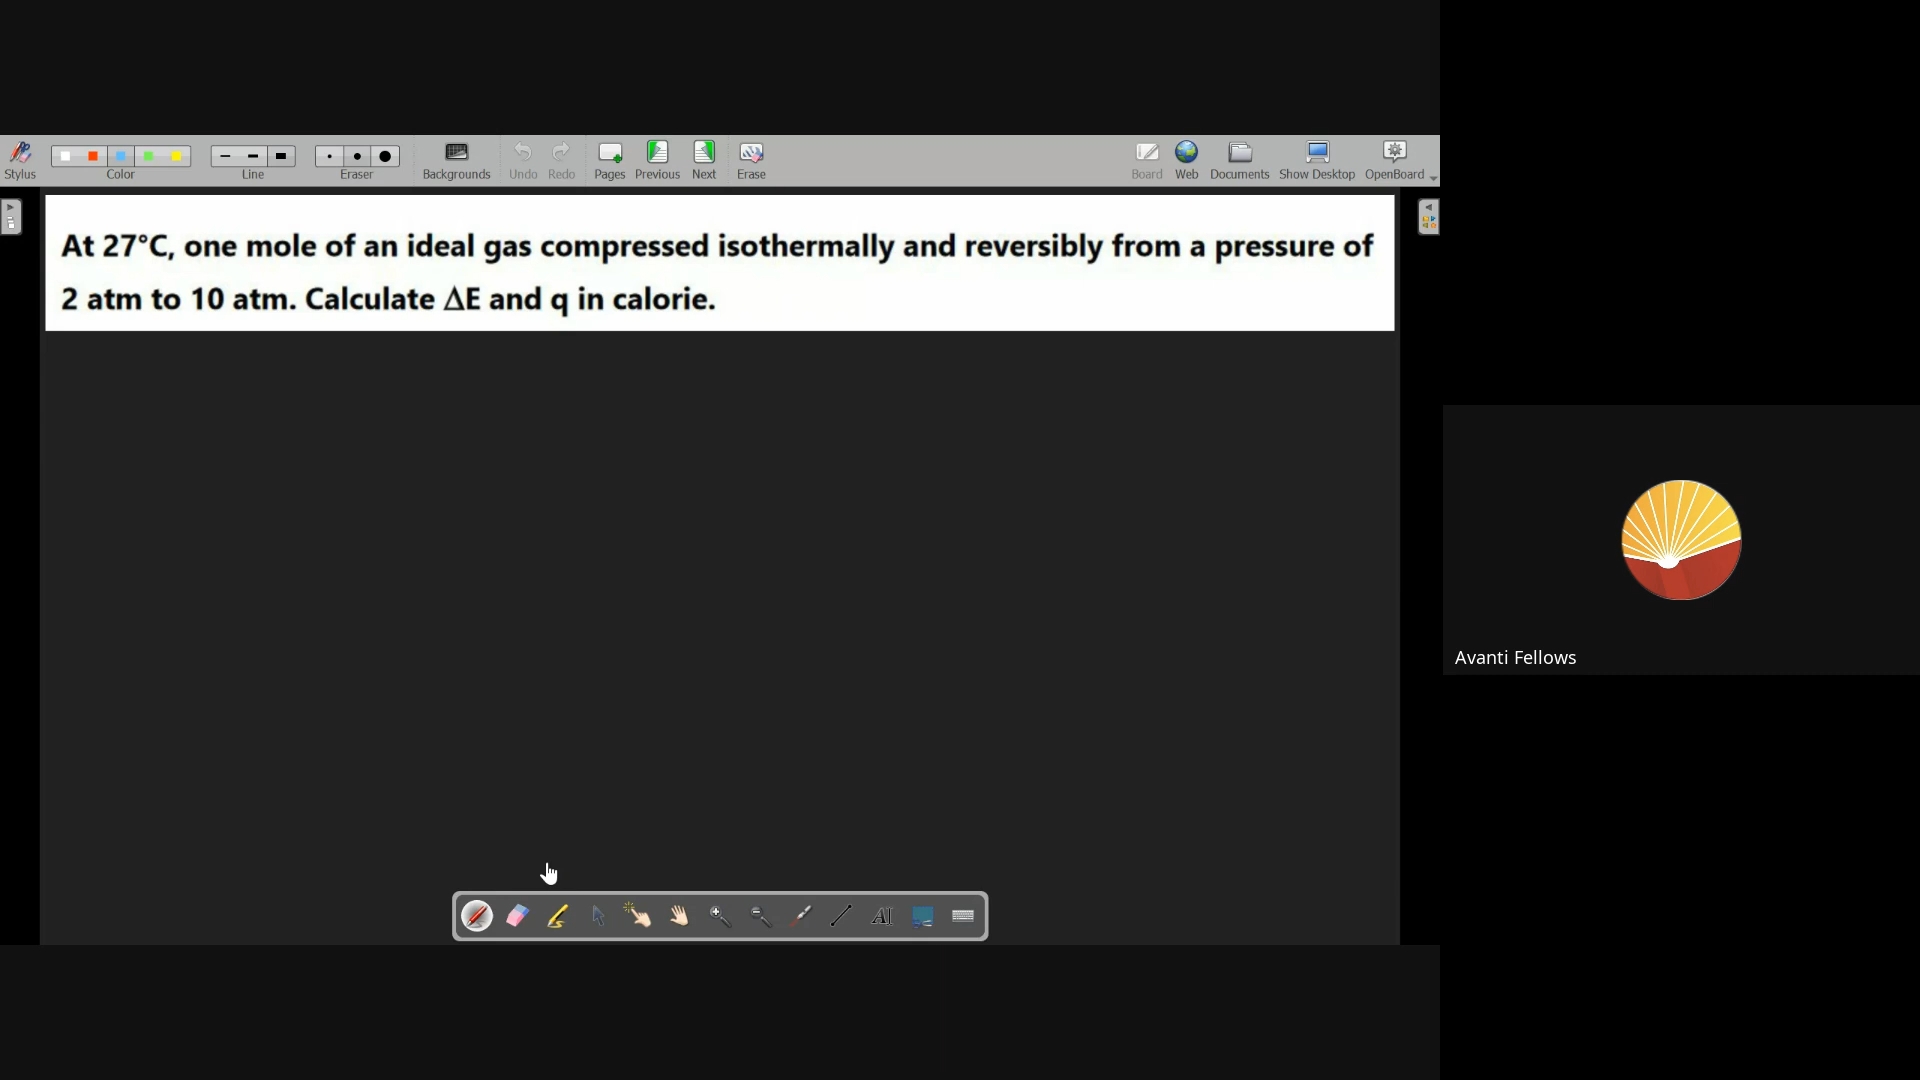 Stylus Color Line Eraser Backgrounds Undo Redo Pages Previous Next Erase Board Web Documents Show Desktop OpenBoard
At 27°C, one mole of an ideal gas compressed isothermally and reversibly from a pressure of
2 atm to 10 atm. Calculate ΔE and q in calorie.
Avanti Fellows
AI